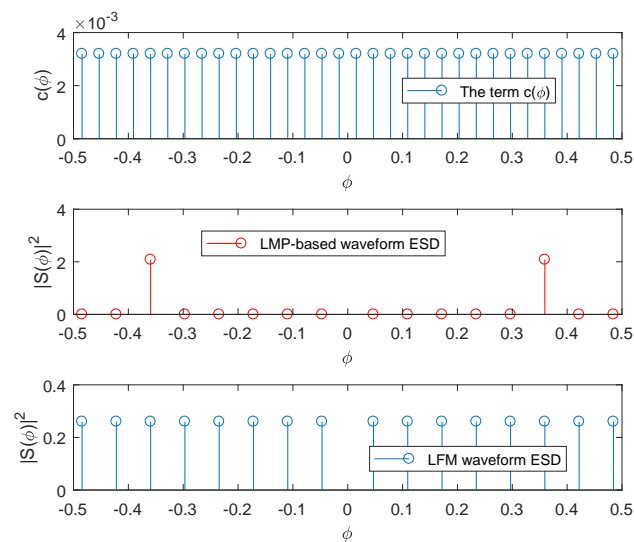 ×10⁻³
4
2
0
c(ϕ)
The term c(ϕ)
-0.5 -0.4 -0.3 -0.2 -0.1 0 0.1 0.2 0.3 0.4 0.5
ϕ
4
2
0
|S(ϕ)|²
LMP-based waveform ESD
-0.5 -0.4 -0.3 -0.2 -0.1 0 0.1 0.2 0.3 0.4 0.5
ϕ
0.4
0.2
0
|S(ϕ)|²
LFM waveform ESD
-0.5 -0.4 -0.3 -0.2 -0.1 0 0.1 0.2 0.3 0.4 0.5
ϕ